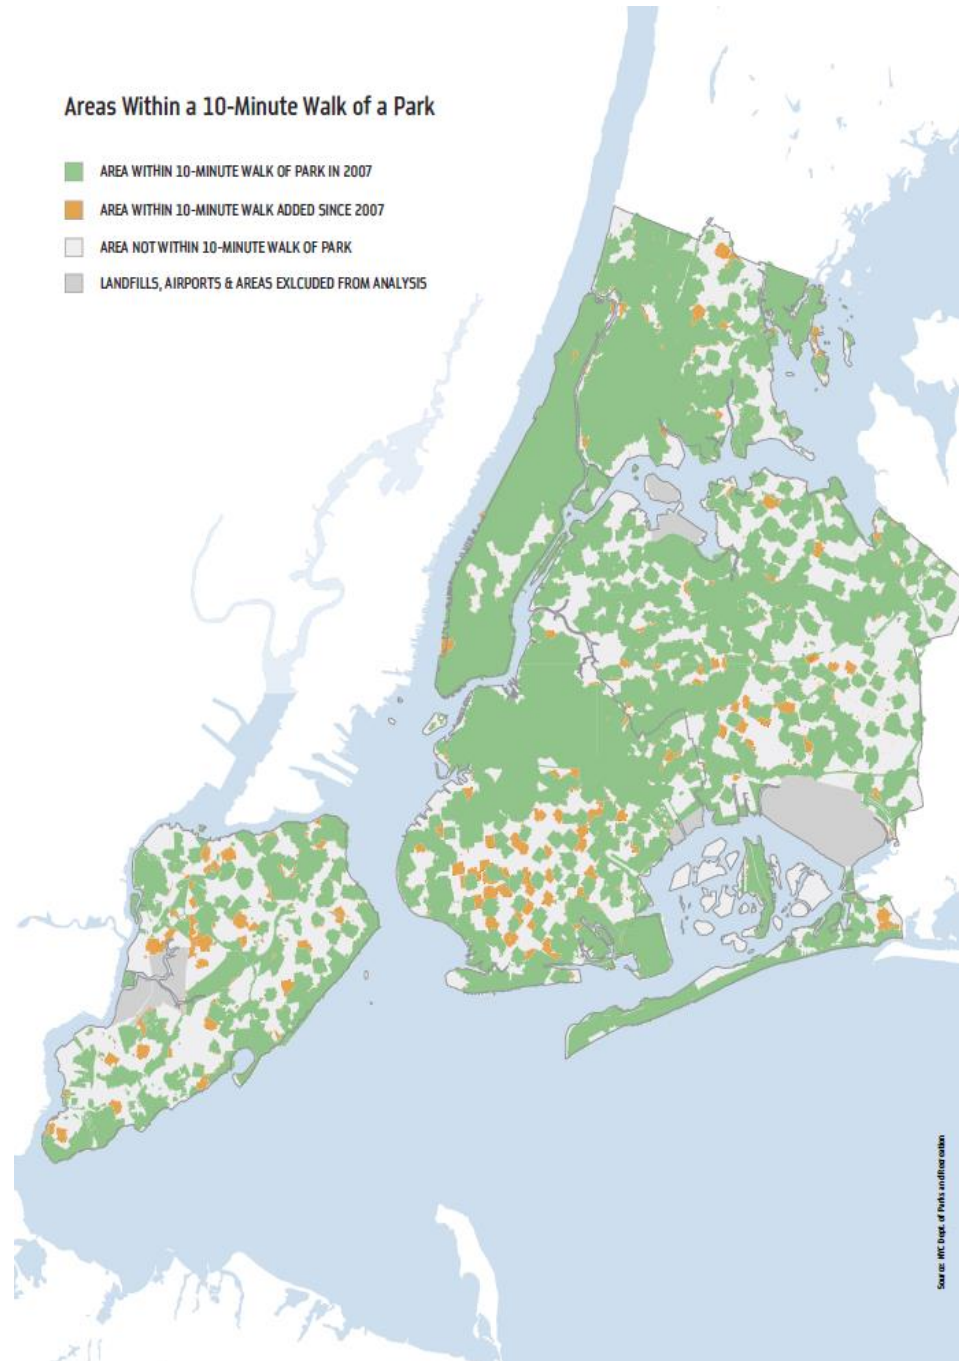 Areas Within a 10-Minute Walk of a Park
AREA WITHIN 10-MINUTE WALK OF PARK IN 2007
AREA WITHIN 10-MINUTE WALK ADDED SINCE 2007
AREA NOT WITHIN 10-MINUTE WALK OF PARK
LANDFILLS, AIRPORTS & AREAS EXLCUDED FROM ANALYSIS
Source: NYC Dept. of Parks and Recreation